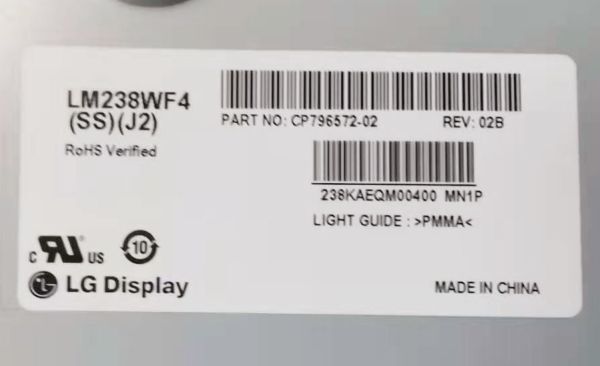 LM238WF4
(SS)(J2)
RoHS Verified
PART NO: CP796572-02 REV: 02B
238KAEQM00400 MN1P
LIGHT GUIDE : >PMMA<
c RU US
10
LG Display
MADE IN CHINA